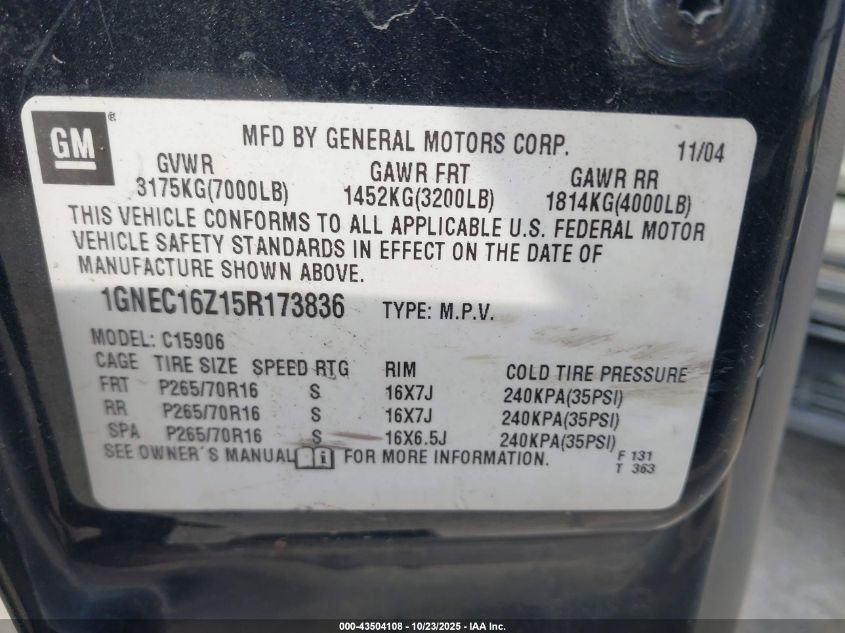 GM ®
MFD BY GENERAL MOTORS CORP. 11/04
GVWR GAWR FRT GAWR RR
3175KG(7000LB) 1452KG(3200LB) 1814KG(4000LB)
THIS VEHICLE CONFORMS TO ALL APPLICABLE U.S. FEDERAL MOTOR
VEHICLE SAFETY STANDARDS IN EFFECT ON THE DATE OF
MANUFACTURE SHOWN ABOVE.
1GNEC16Z15R173836 TYPE: M.P.V.
MODEL: C15906
CAGE TIRE SIZE SPEED RTG RIM COLD TIRE PRESSURE
FRT P265/70R16 S 16X7J 240KPA(35PSI)
RR P265/70R16 S 16X7J 240KPA(35PSI)
SPA P265/70R16 S 16X6.5J 240KPA(35PSI)
SEE OWNER'S MANUAL i FOR MORE INFORMATION. F 131
T 363
000-43504108 - 10/23/2025 - IAA Inc.